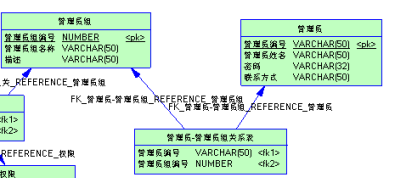 管理员组
管理员组编号 NUMBER <pk>
管理员组名称 VARCHAR(50)
描述 VARCHAR(50)
管理员
管理员编号 VARCHAR(50) <pk>
管理员姓名 VARCHAR(50)
密码 VARCHAR(32)
联系方式 VARCHAR(50)
关_REFERENCE_管理员组
FK_管理员-管理员组_REFERENCE_管理员组
FK_管理员-管理员组_REFERENCE_管理员
<fk1>
<fk2>
管理员-管理员组关系表
管理员编号 VARCHAR(50) <fk1>
管理员组编号 NUMBER <fk2>
REFERENCE_权限
权限